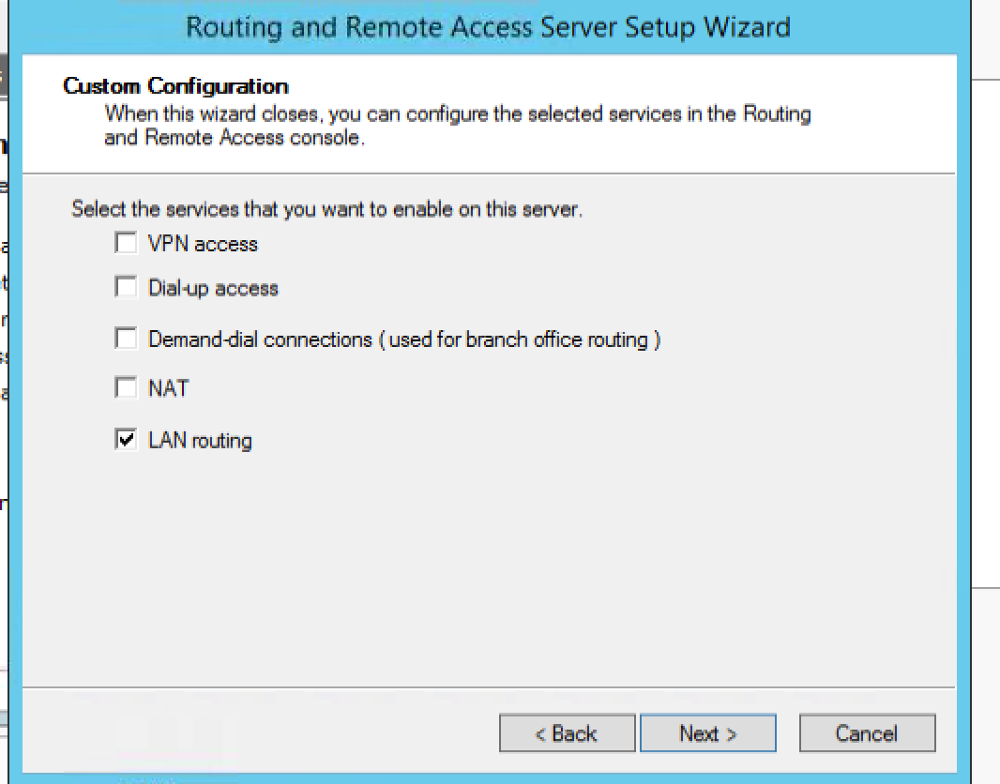 Routing and Remote Access Server Setup Wizard
Custom Configuration
When this wizard closes, you can configure the selected services in the Routing
and Remote Access console.
Select the services that you want to enable on this server.
VPN access
Dial-up access
Demand-dial connections ( used for branch office routing )
NAT
LAN routing
< Back
Next >
Cancel